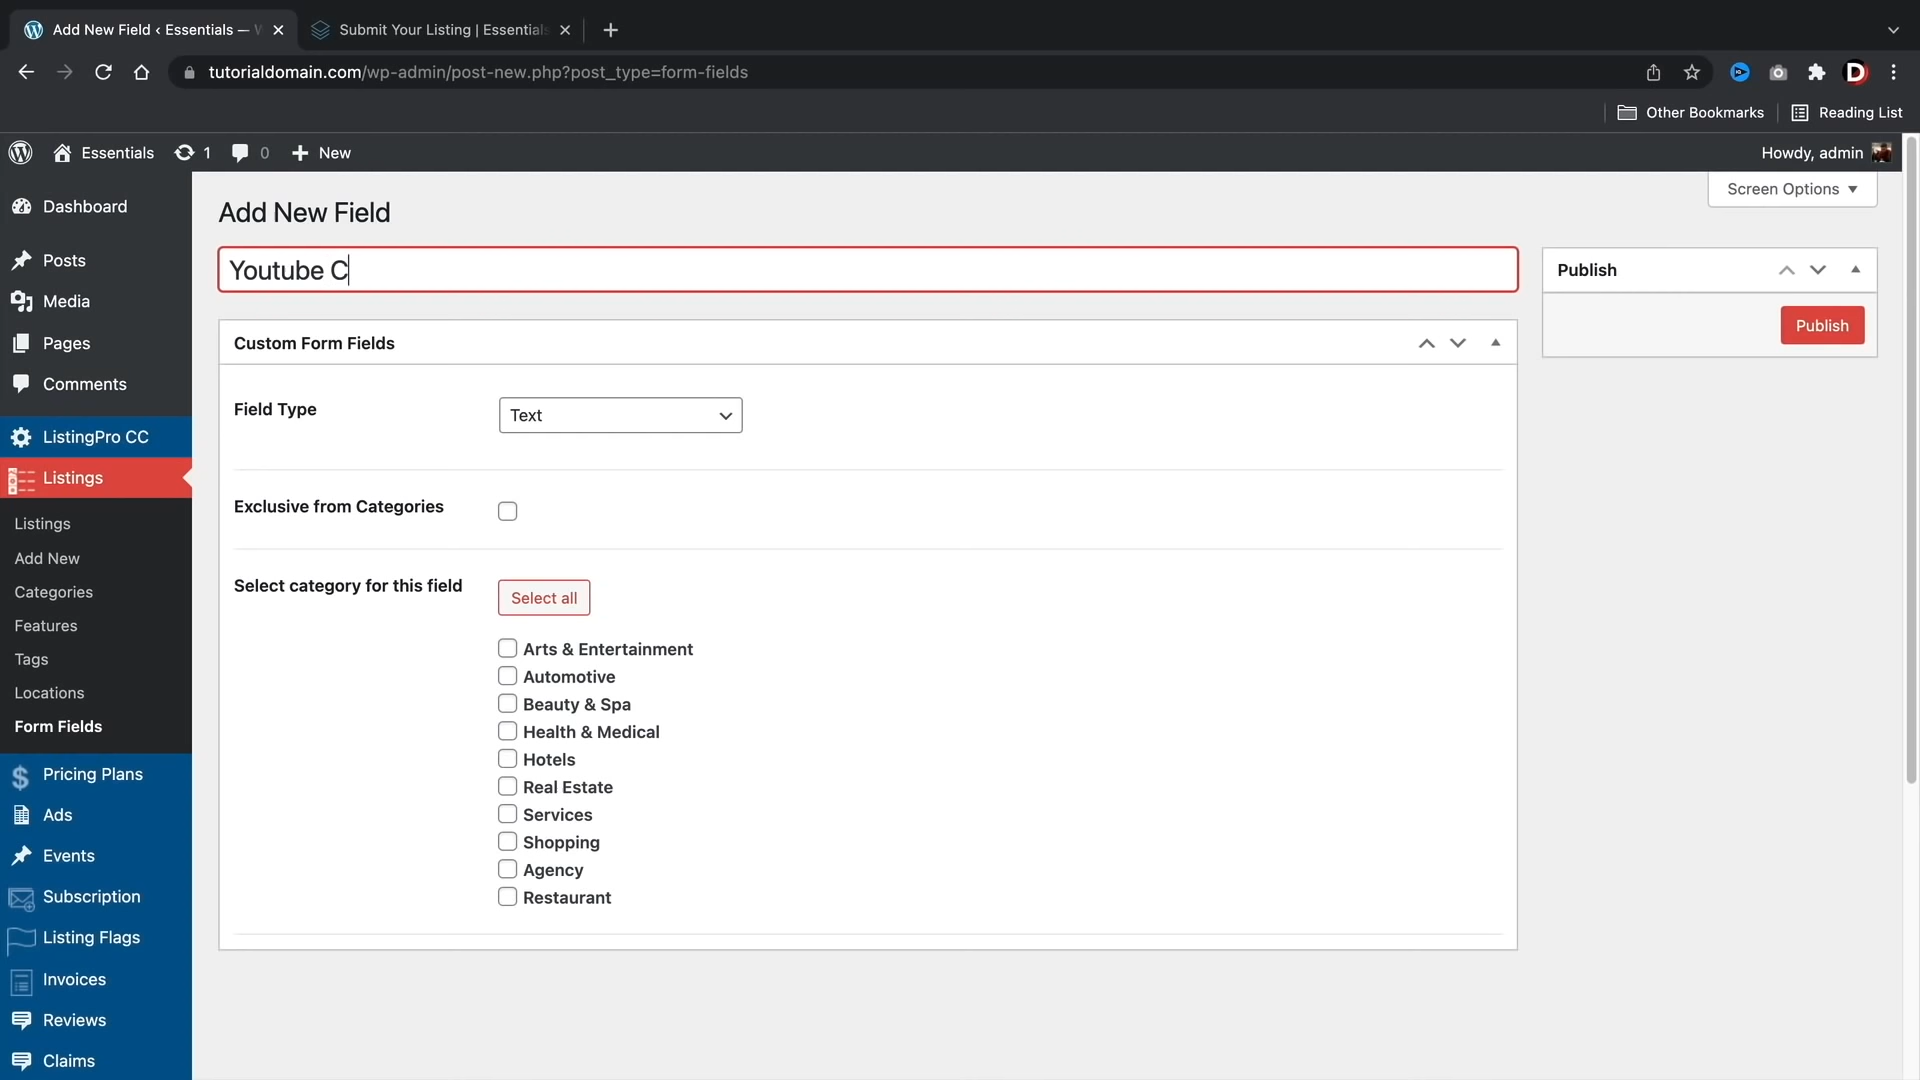 Add New Field ‹ Essentials — W
Submit Your Listing | Essentials
tutorialdomain.com/wp-admin/post-new.php?post_type=form-fields
Other Bookmarks
Reading List
Essentials
1
0
New
Howdy, admin
Screen Options
Dashboard
Posts
Media
Pages
Comments
ListingPro CC
Listings
Listings
Add New
Categories
Features
Tags
Locations
Form Fields
Pricing Plans
Ads
Events
Subscription
Listing Flags
Invoices
Reviews
Claims
Add New Field
Youtube C
Custom Form Fields
Field Type
Text
Exclusive from Categories
Select category for this field
Select all
Arts & Entertainment
Automotive
Beauty & Spa
Health & Medical
Hotels
Real Estate
Services
Shopping
Agency
Restaurant
Publish
Publish